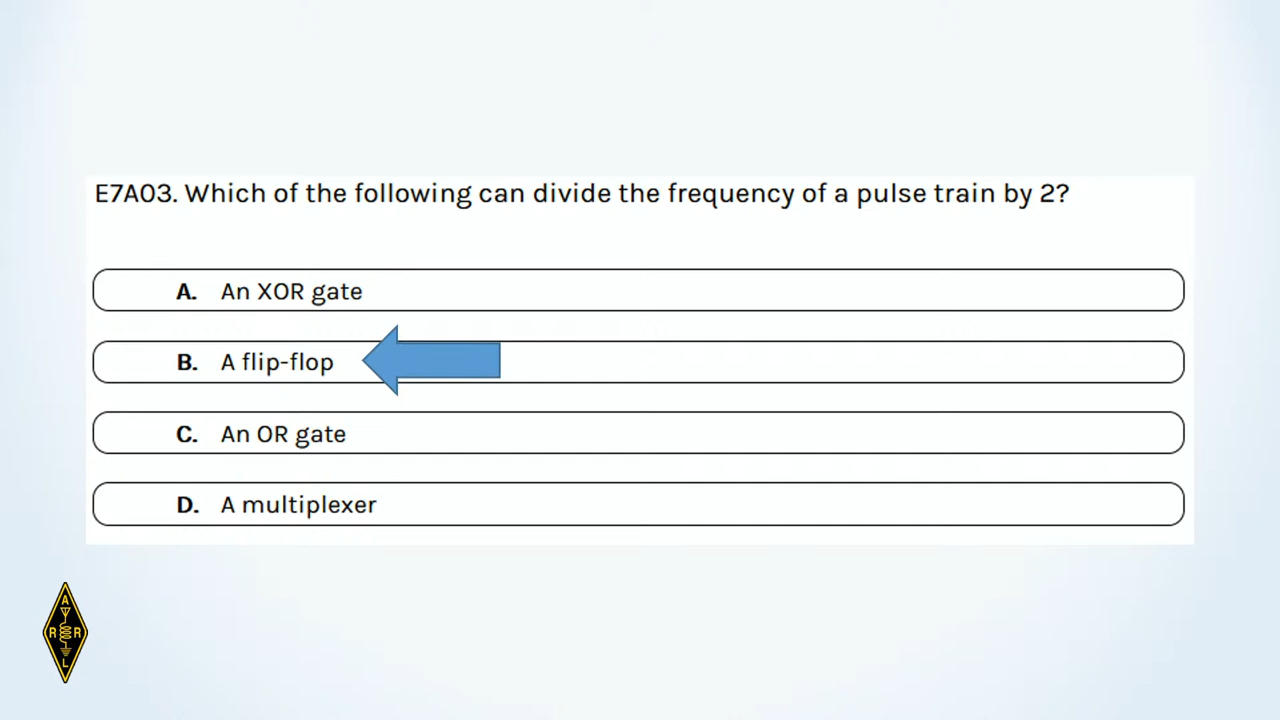 E7A03. Which of the following can divide the frequency of a pulse train by 2?
A. An XOR gate
B. A flip-flop
C. An OR gate
D. A multiplexer
A
R R
L